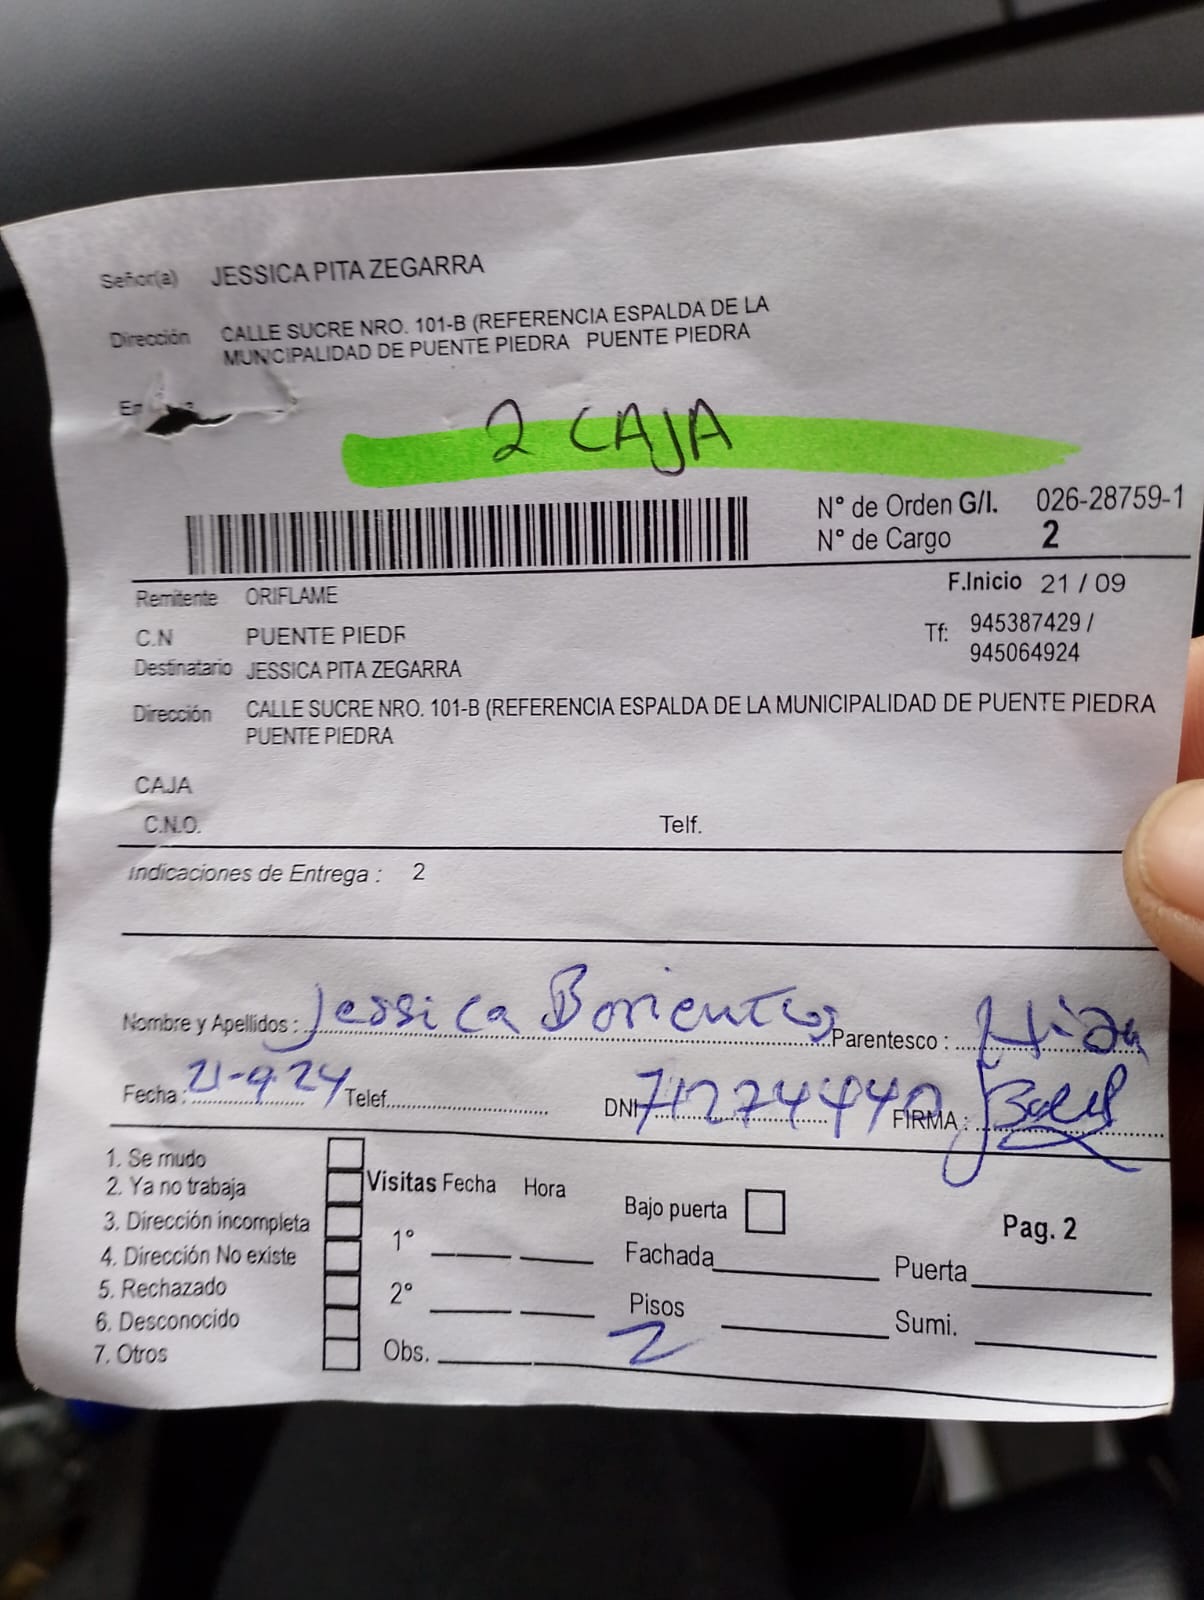 Señor(a) JESSICA PITA ZEGARRA
Dirección CALLE SUCRE NRO. 101-B (REFERENCIA ESPALDA DE LA
MUNICIPALIDAD DE PUENTE PIEDRA PUENTE PIEDRA
2 CAJA
N° de Orden G/I. 026-28759-1
N° de Cargo 2
F.Inicio 21 / 09
Remitente ORIFLAME
C.N PUENTE PIEDR
Tf: 945387429 /
945064924
Destinatario JESSICA PITA ZEGARRA
Dirección CALLE SUCRE NRO. 101-B (REFERENCIA ESPALDA DE LA MUNICIPALIDAD DE PUENTE PIEDRA
PUENTE PIEDRA
CAJA
C.N.O. Telf.
Indicaciones de Entrega : 2
Nombre y Apellidos : Jessica Parentesco :
Fecha : 21-9-24 Telef. DNI 71274440 FIRMA :
1. Se mudo
2. Ya no trabaja
3. Dirección incompleta
4. Dirección No existe
5. Rechazado
6. Desconocido
7. Otros
Visitas Fecha Hora
1°
2°
Obs.
Bajo puerta
Fachada
Pisos
2
Pag. 2
Puerta
Sumi.